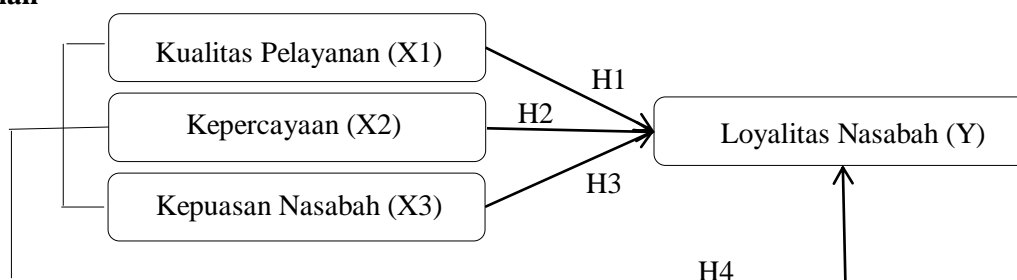 Kualitas Pelayanan (X1)
H1
H2
Kepercayaan (X2)
Loyalitas Nasabah (Y)
H3
Kepuasan Nasabah (X3)
H4